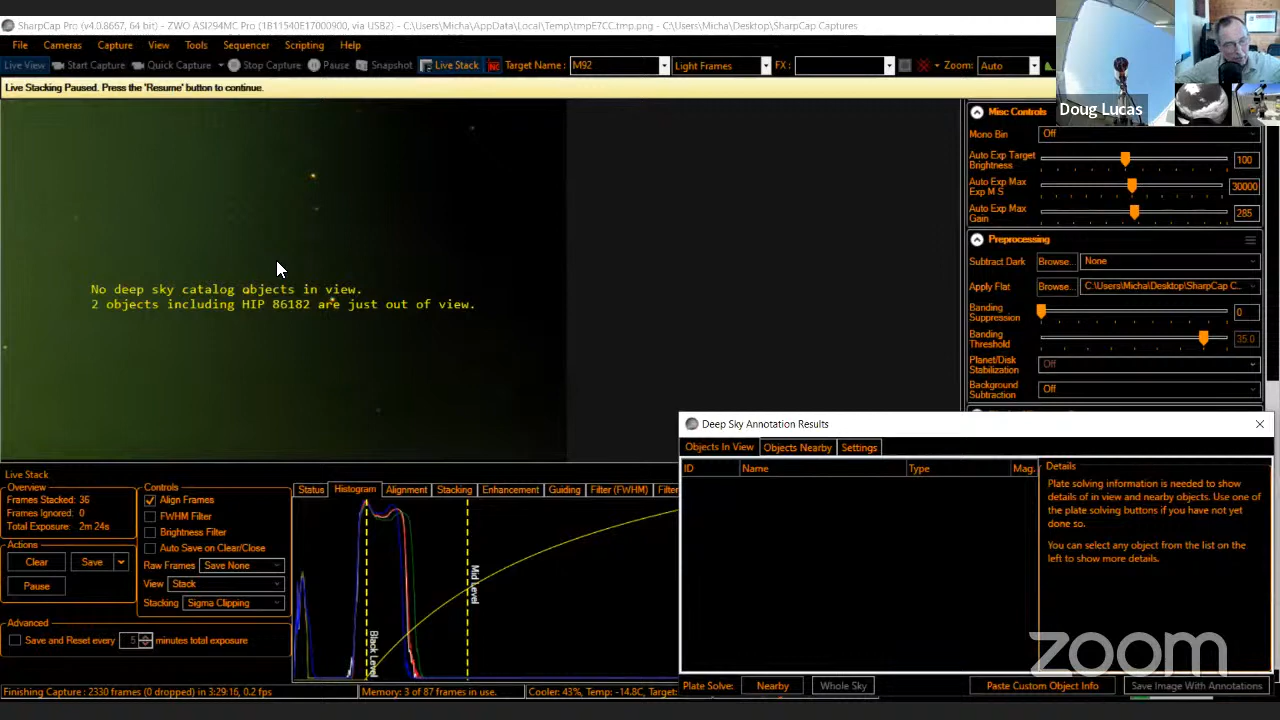 SharpCap Pro (v4.0.8667, 64 bit) - ZWO ASI294MC Pro (1B11540E17000900, via USB2) - C:\Users\Micha\AppData\Local\Temp\tmpE7CC.tmp.png - C:\Users\Micha\Desktop\SharpCap Captures
File Cameras Capture View Tools Sequencer Scripting Help
Live View Start Capture Quick Capture Stop Capture Pause Snapshot Live Stack Target Name : M92 Light Frames FX : Zoom: Auto
Live Stacking Paused. Press the 'Resume' button to continue.
Doug Lucas
Misc Controls
Mono Bin Off
Auto Exp Target Brightness 100
Auto Exp Max Exp M S 30000
Auto Exp Max Gain 285
Preprocessing
Subtract Dark Browse... None
Apply Flat Browse... C:\Users\Micha\Desktop\SharpCap C...
Banding Suppression 0
Banding Threshold 35.0
Planet/Disk Stabilization Off
Background Subtraction Off
No deep sky catalog objects in view.
2 objects including HIP 86182 are just out of view.
Deep Sky Annotation Results
Objects In View Objects Nearby Settings
ID Name Type Mag.
Details
Plate solving information is needed to show
details of in view and nearby objects. Use one of
the plate solving buttons if you have not yet
done so.
You can select any object from the list on the
left to show more details.
Plate Solve: Nearby Whole Sky Paste Custom Object Info Save Image With Annotations
Live Stack
Overview
Frames Stacked: 36
Frames Ignored: 0
Total Exposure: 2m 24s
Actions
Clear Save
Pause
Controls
Align Frames
FWHM Filter
Brightness Filter
Auto Save on Clear/Close
Raw Frames Save None
View Stack
Stacking Sigma Clipping
Advanced
Save and Reset every 5 minutes total exposure
Status Histogram Alignment Stacking Enhancement Guiding Filter (FWHM) Filter
Black Level
Mid Level
Finishing Capture : 2330 frames (0 dropped) in 3:29:16, 0.2 fps
Memory: 3 of 87 frames in use.
Cooler: 43%, Temp: -14.8C, Target:
zoom